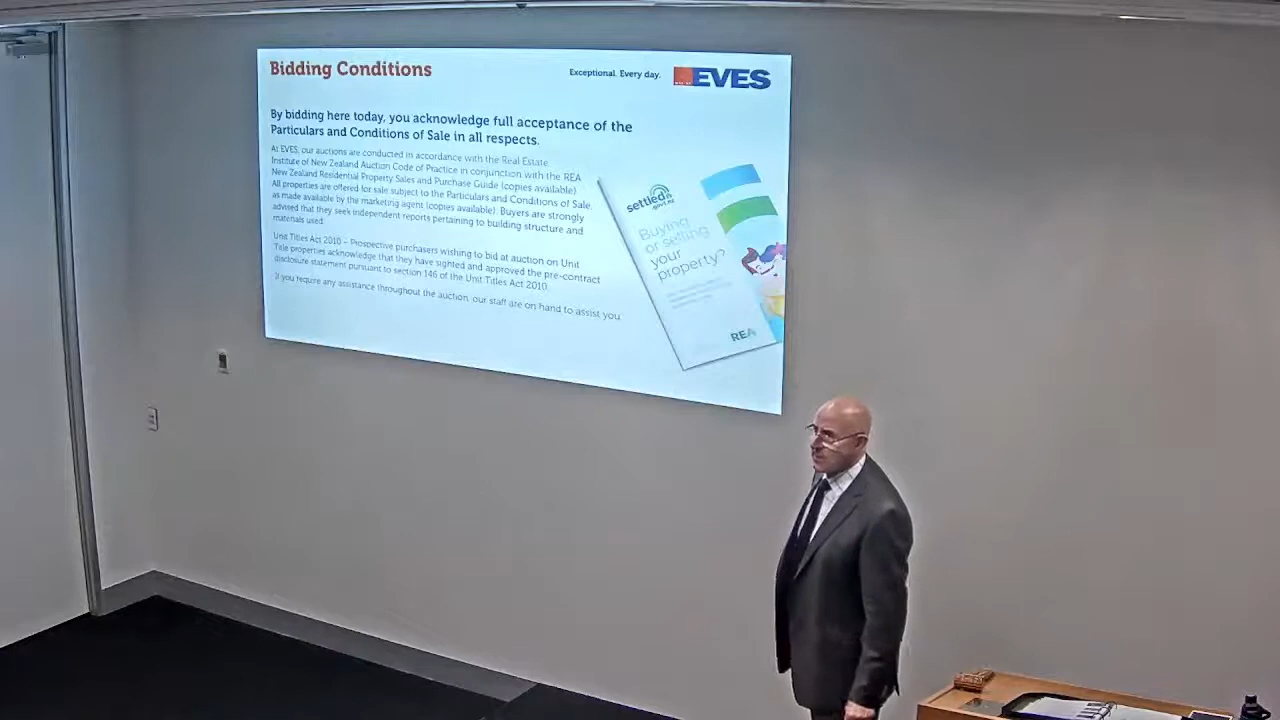 Bidding Conditions
Exceptional. Every day.
EVES
By bidding here today, you acknowledge full acceptance of the
Particulars and Conditions of Sale in all respects.
At EVES, our auctions are conducted in accordance with the Real Estate
Institute of New Zealand Auction Code of Practice in conjunction with the REA
New Zealand Residential Property Sales and Purchase Guide (copies available)
All properties are offered for sale subject to the Particulars and Conditions of Sale,
as made available by the marketing agent (copies available). Buyers are strongly
advised that they seek independent reports pertaining to building structure and
materials used.
Unit Titles Act 2010 – Prospective purchasers wishing to bid at auction on Unit
Title properties acknowledge that they have sighted and approved the pre-contract
disclosure statement pursuant to section 146 of the Unit Titles Act 2010.
If you require any assistance throughout the auction, our staff are on hand to assist you
settled
.govt.nz
Buying
or selling
your
property?
REA